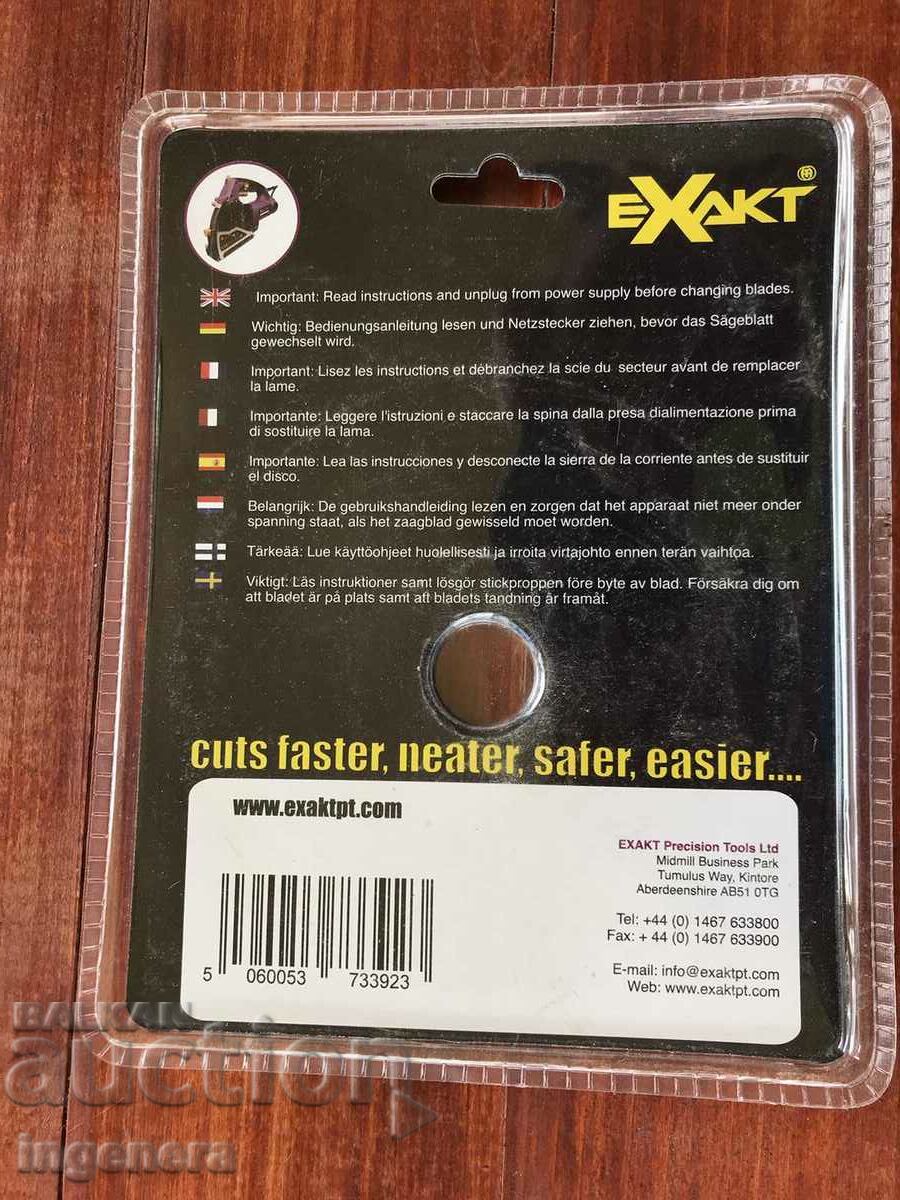 EXAKT®
Important: Read instructions and unplug from power supply before changing blades.
Wichtig: Bedienungsanleitung lesen und Netzstecker ziehen, bevor das Sägeblatt
gewechselt wird.
Important: Lisez les instructions et débranchez la scie du secteur avant de remplacer
la lame.
Importante: Leggere l'istruzioni e staccare la spina dalla presa dialimentazione prima
di sostituire la lama.
Importante: Lea las instrucciones y desconecte la sierra de la corriente antes de sustituir
el disco.
Belangrijk: De gebruikshandleiding lezen en zorgen dat het apparaat niet meer onder
spanning staat, als het zaagblad gewisseld moet worden.
Tärkeää: Lue käyttöohjeet huolellisesti ja irroita virtajohto ennen terän vaihtoa.
Viktigt: Läs instruktioner samt lösgör stickproppen före byte av blad. Försäkra dig om
att bladet är på plats samt att bladets tandning är framåt.
cuts faster, neater, safer, easier....
www.exaktpt.com
EXAKT Precision Tools Ltd
Midmill Business Park
Tumulus Way, Kintore
Aberdeenshire AB51 0TG
Tel: +44 (0) 1467 633800
Fax: + 44 (0) 1467 633900
E-mail: info@exaktpt.com
Web: www.exaktpt.com
5 060053 733923
BALKAN
auction
ingenera